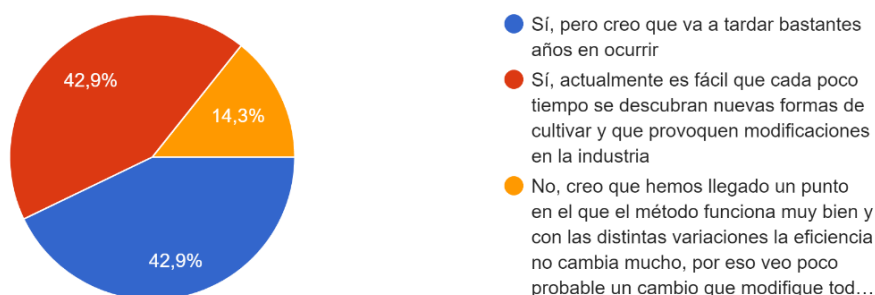 42,9%
14,3%
42,9%
Sí, pero creo que va a tardar bastantes
años en ocurrir
Sí, actualmente es fácil que cada poco
tiempo se descubran nuevas formas de
cultivar y que provoquen modificaciones
en la industria
No, creo que hemos llegado un punto
en el que el método funciona muy bien y
con las distintas variaciones la eficiencia
no cambia mucho, por eso veo poco
probable un cambio que modifique tod…